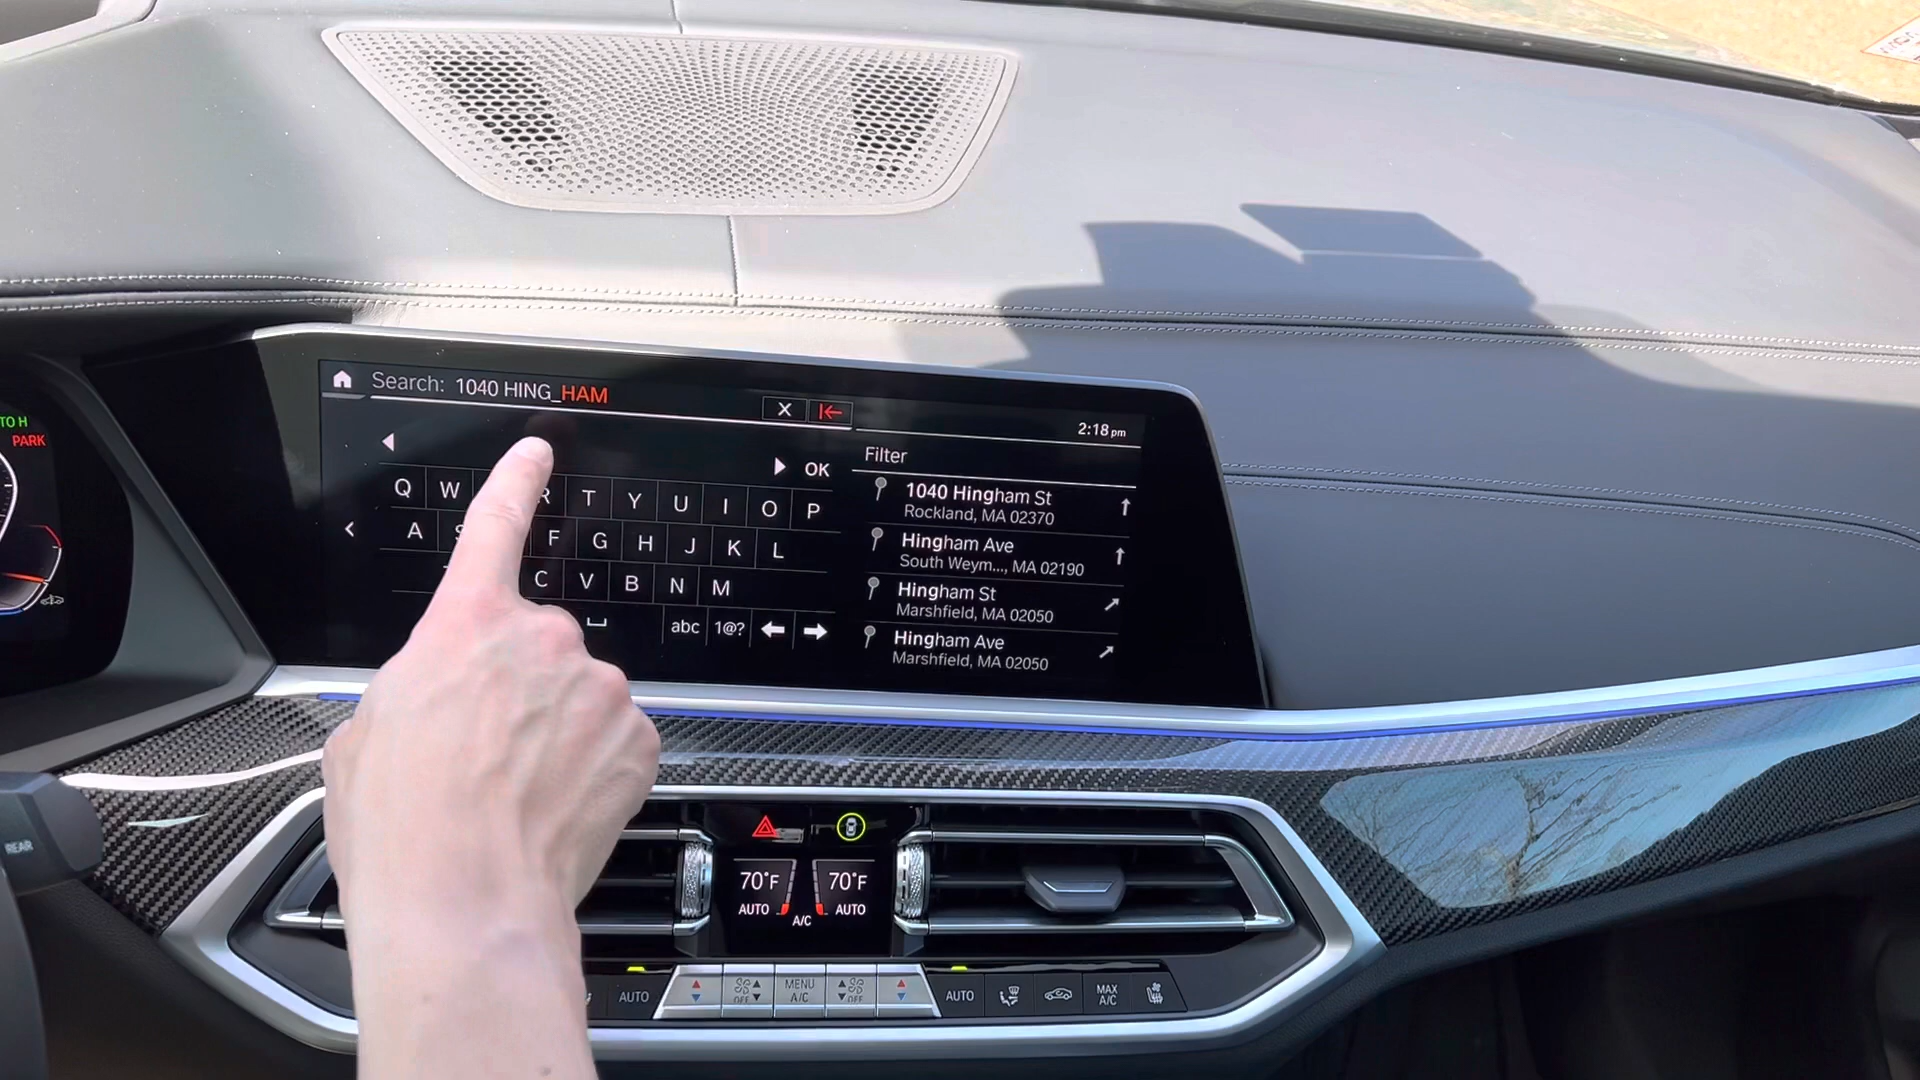 Search: 1040 HING_HAM
X
2:18 pm
OK
Filter
Q W R T Y U I O P
A S F G H J K L
C V B N M
abc 1@?
1040 Hingham St
Rockland, MA 02370
Hingham Ave
South Weym..., MA 02190
Hingham St
Marshfield, MA 02050
Hingham Ave
Marshfield, MA 02050
TO H
PARK
REAR
70°F 70°F
AUTO A/C AUTO
AUTO OFF MENU A/C OFF AUTO MAX A/C